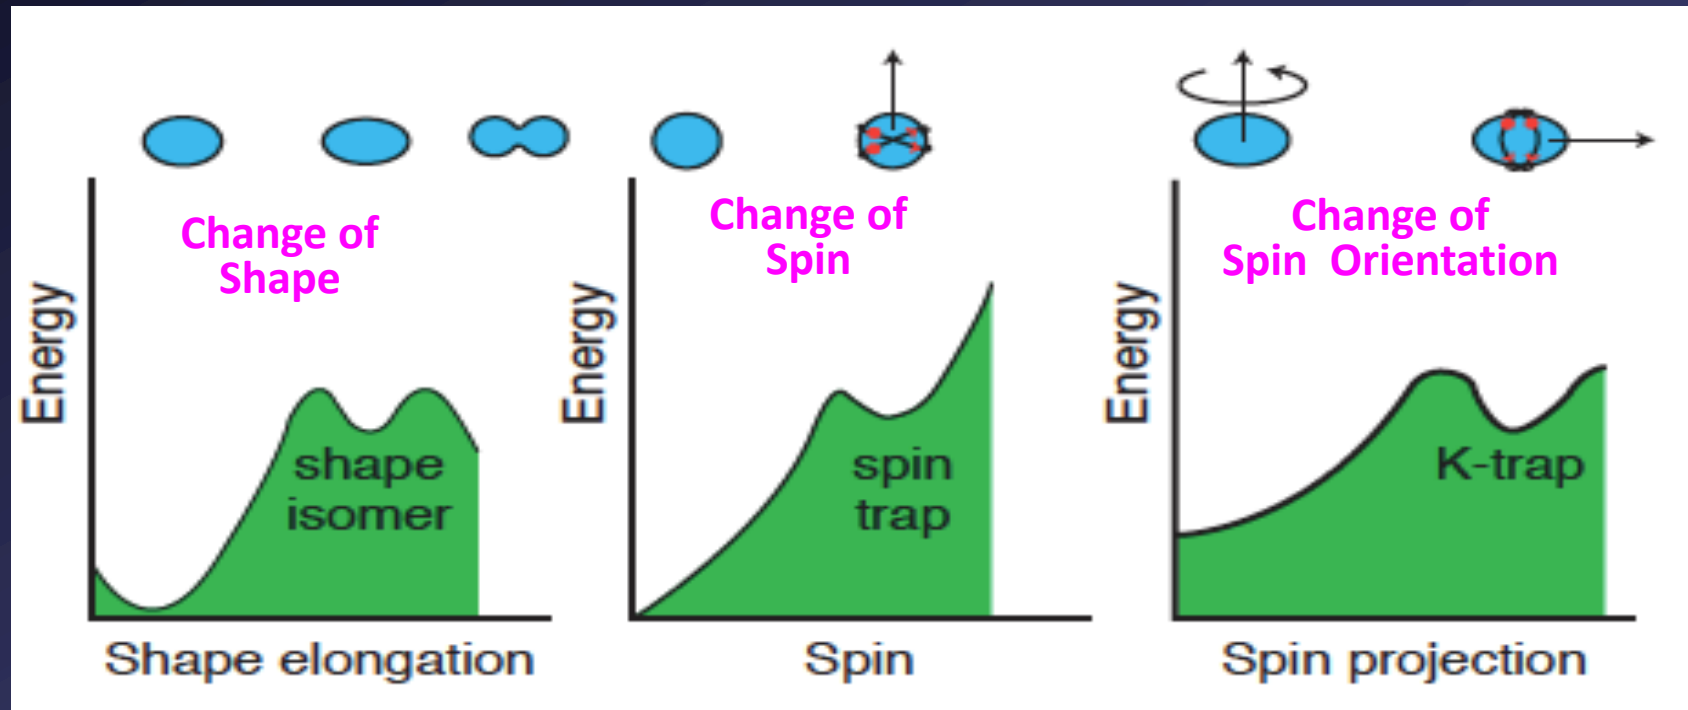 Change of
Shape
Energy
shape
isomer
Shape elongation
Change of
Spin
Energy
spin
trap
Spin
Change of
Spin Orientation
Energy
K-trap
Spin projection